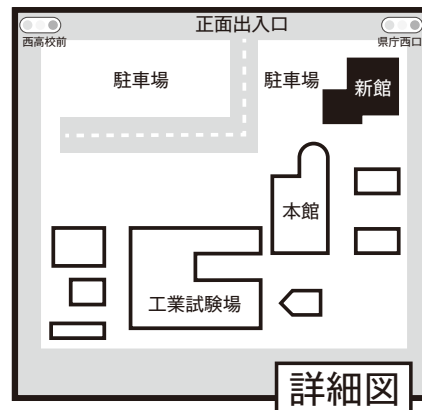 正面出入口
西高校前
県庁西口
駐車場
駐車場
新館
本館
工業試験場
詳細図